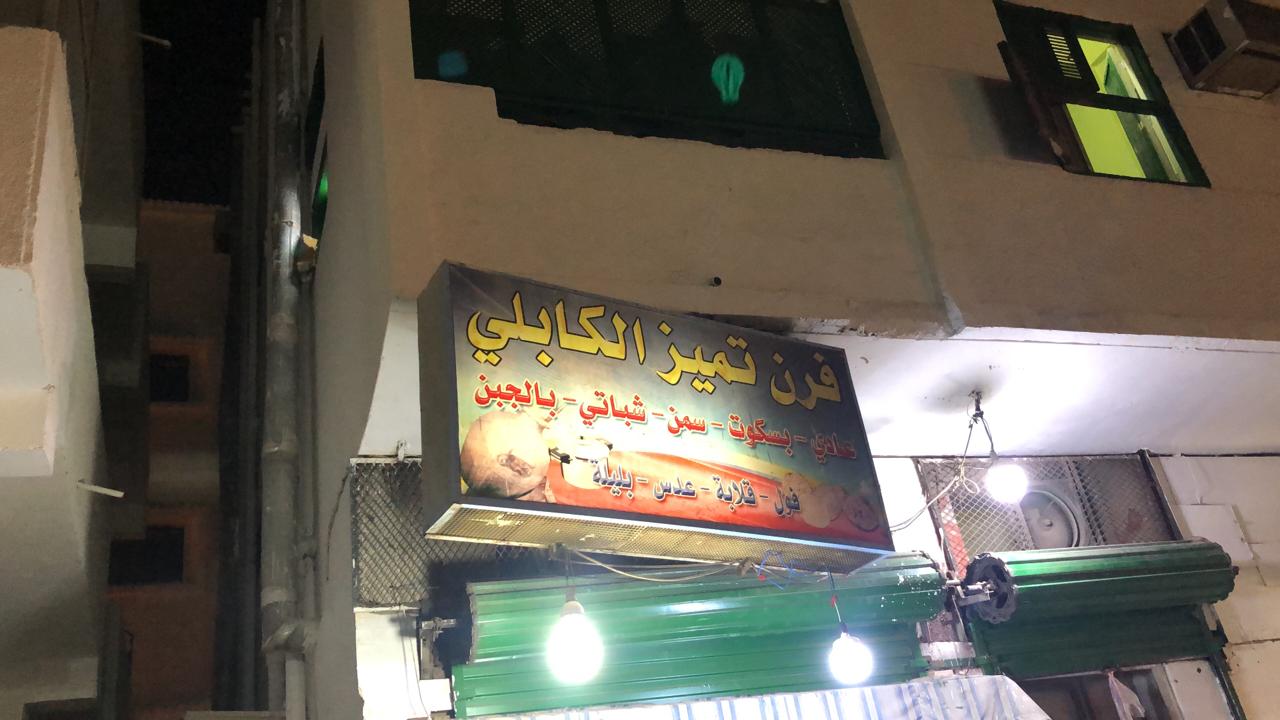 فرن تميز الكابلي
عادي - بسكوت - سمن - شباتي - بالجبن
فول - قلابة - عدس - بليلة